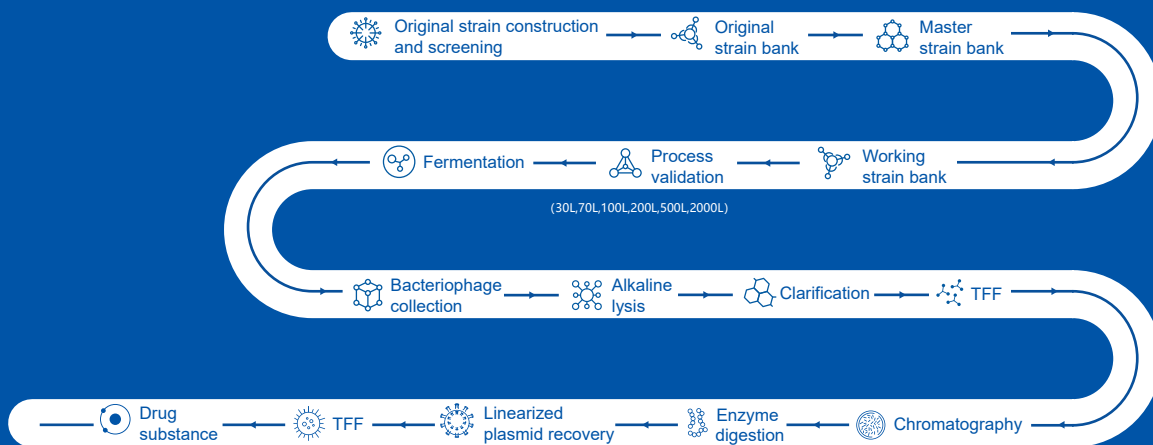 Original strain construction
and screening
Original
strain bank
Master
strain bank
Working
strain bank
Process
validation
Fermentation
(30L,70L,100L,200L,500L,2000L)
Bacteriophage
collection
Alkaline
lysis
Clarification
TFF
Chromatography
Enzyme
digestion
Linearized
plasmid recovery
TFF
Drug
substance